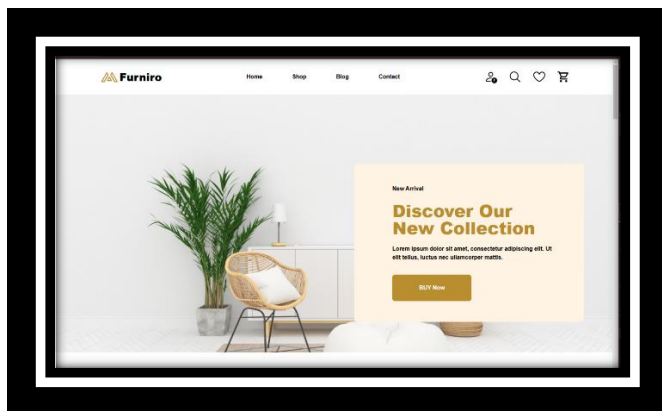 Furniro
Home Shop Blog Contact
New Arrival
Discover Our
New Collection
Lorem ipsum dolor sit amet, consectetur adipiscing elit. Ut
elit tellus, luctus nec ullamcorper mattis.
BUY Now